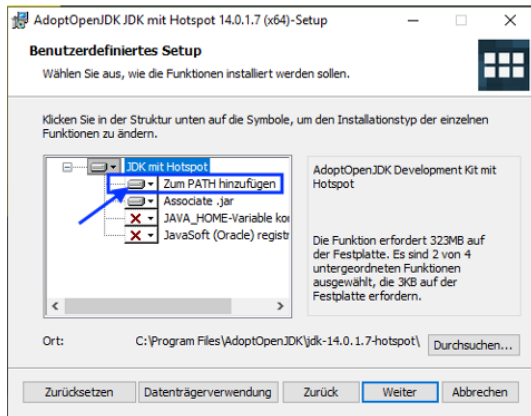 AdoptOpenJDK JDK mit Hotspot 14.0.1.7 (x64)-Setup
Benutzerdefiniertes Setup
Wählen Sie aus, wie die Funktionen installiert werden sollen.
Klicken Sie in der Struktur unten auf die Symbole, um den Installationstyp der einzelnen
Funktionen zu ändern.
JDK mit Hotspot
Zum PATH hinzufügen
Associate .jar
JAVA_HOME-Variable
JavaSoft (Oracle)
AdoptOpenJDK Development Kit mit
Hotspot
Die Funktion erfordert 323MB auf
der Festplatte. Es sind 2 von 4
untergeordneten Funktionen
ausgewählt, die 3KB auf der
Festplatte erfordern.
Ort:
C:\Program Files\AdoptOpenJDK\jdk-14.0.1.7-hotspot\
Durchsuchen...
Zurücksetzen
Datenträgerverwendung
Zurück
Weiter
Abbrechen